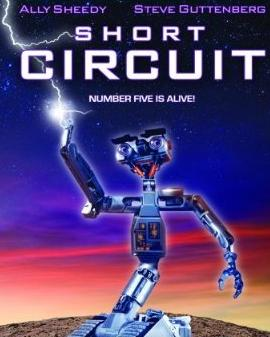 ALLY SHEEDY STEVE GUTTENBERG
SHORT
CIRCUIT
NUMBER FIVE IS ALIVE!